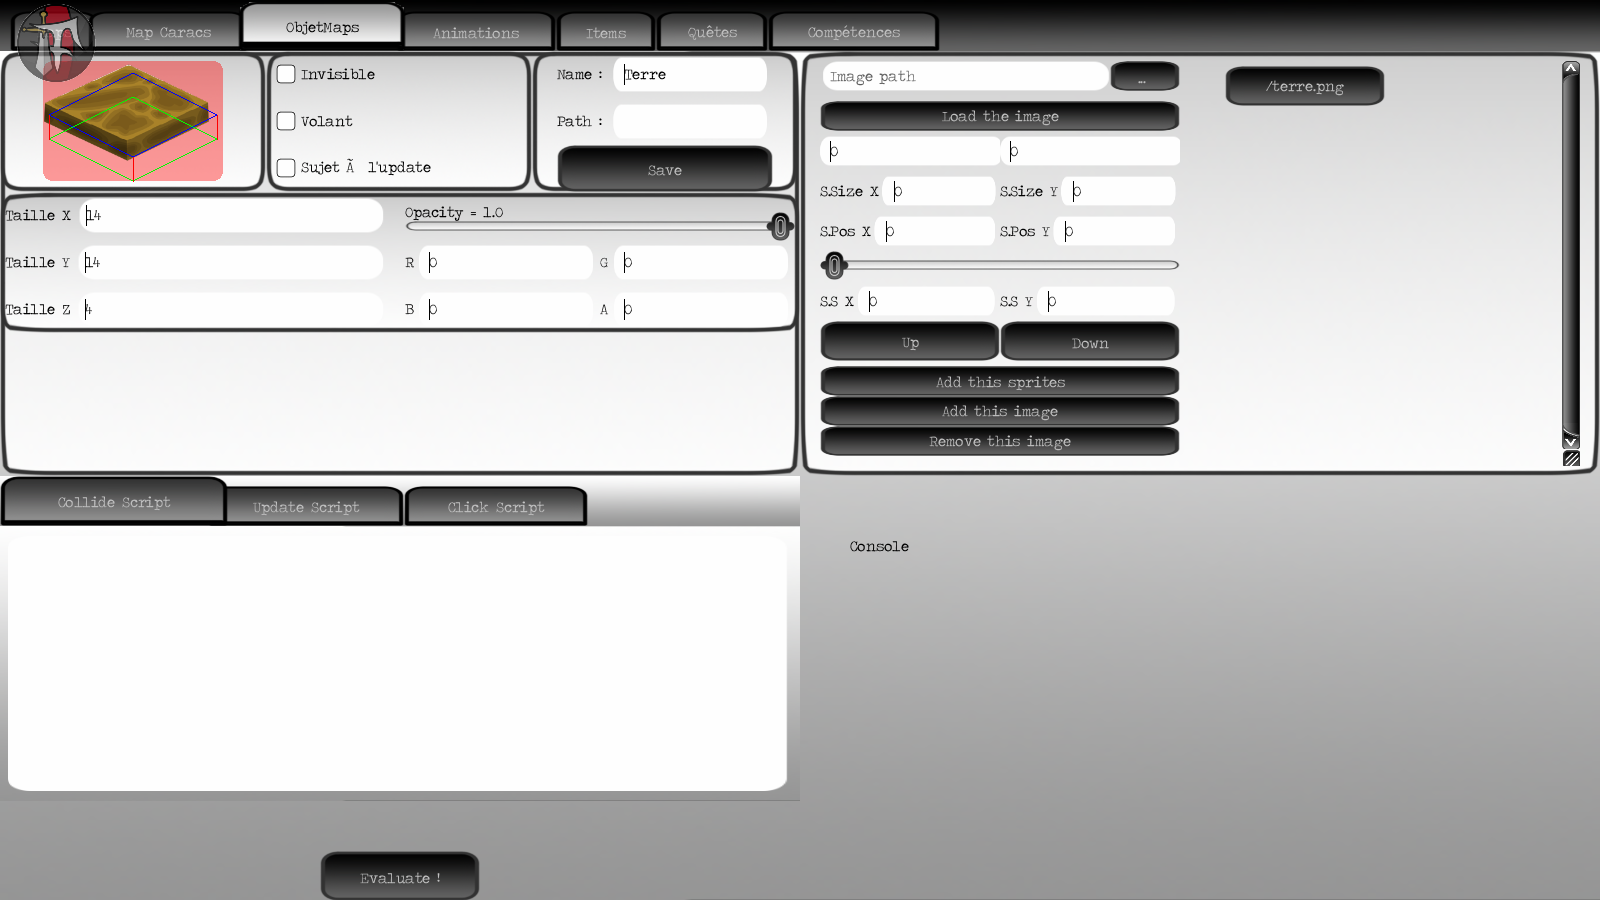 Map Caracs
ObjetMaps
Animations
Items
Quêtes
Compétences
Invisible
Volant
Sujet Ã l'update
Name : Terre
Path :
Save
Taille X 14
Taille Y 14
Taille Z 4
Opacity = 1.0
R 0 G 0
B 0 A 0
Image path ...
Load the image
0 0
S.Size X 0 S.Size Y 0
S.Pos X 0 S.Pos Y 0
S.S X 0 S.S Y 0
Up Down
Add this sprites
Add this image
Remove this image
/terre.png
Collide Script
Update Script
Click Script
Console
Evaluate !